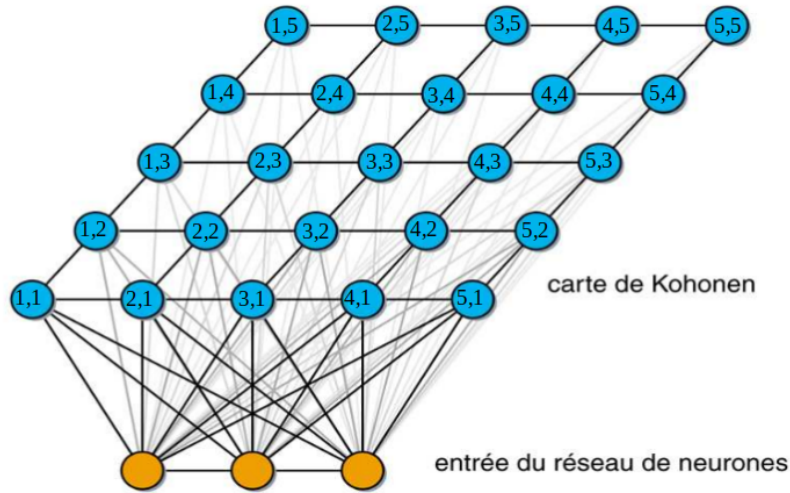 1,5 2,5 3,5 4,5 5,5
1,4 2,4 3,4 4,4 5,4
1,3 2,3 3,3 4,3 5,3
1,2 2,2 3,2 4,2 5,2
1,1 2,1 3,1 4,1 5,1
carte de Kohonen
entrée du réseau de neurones